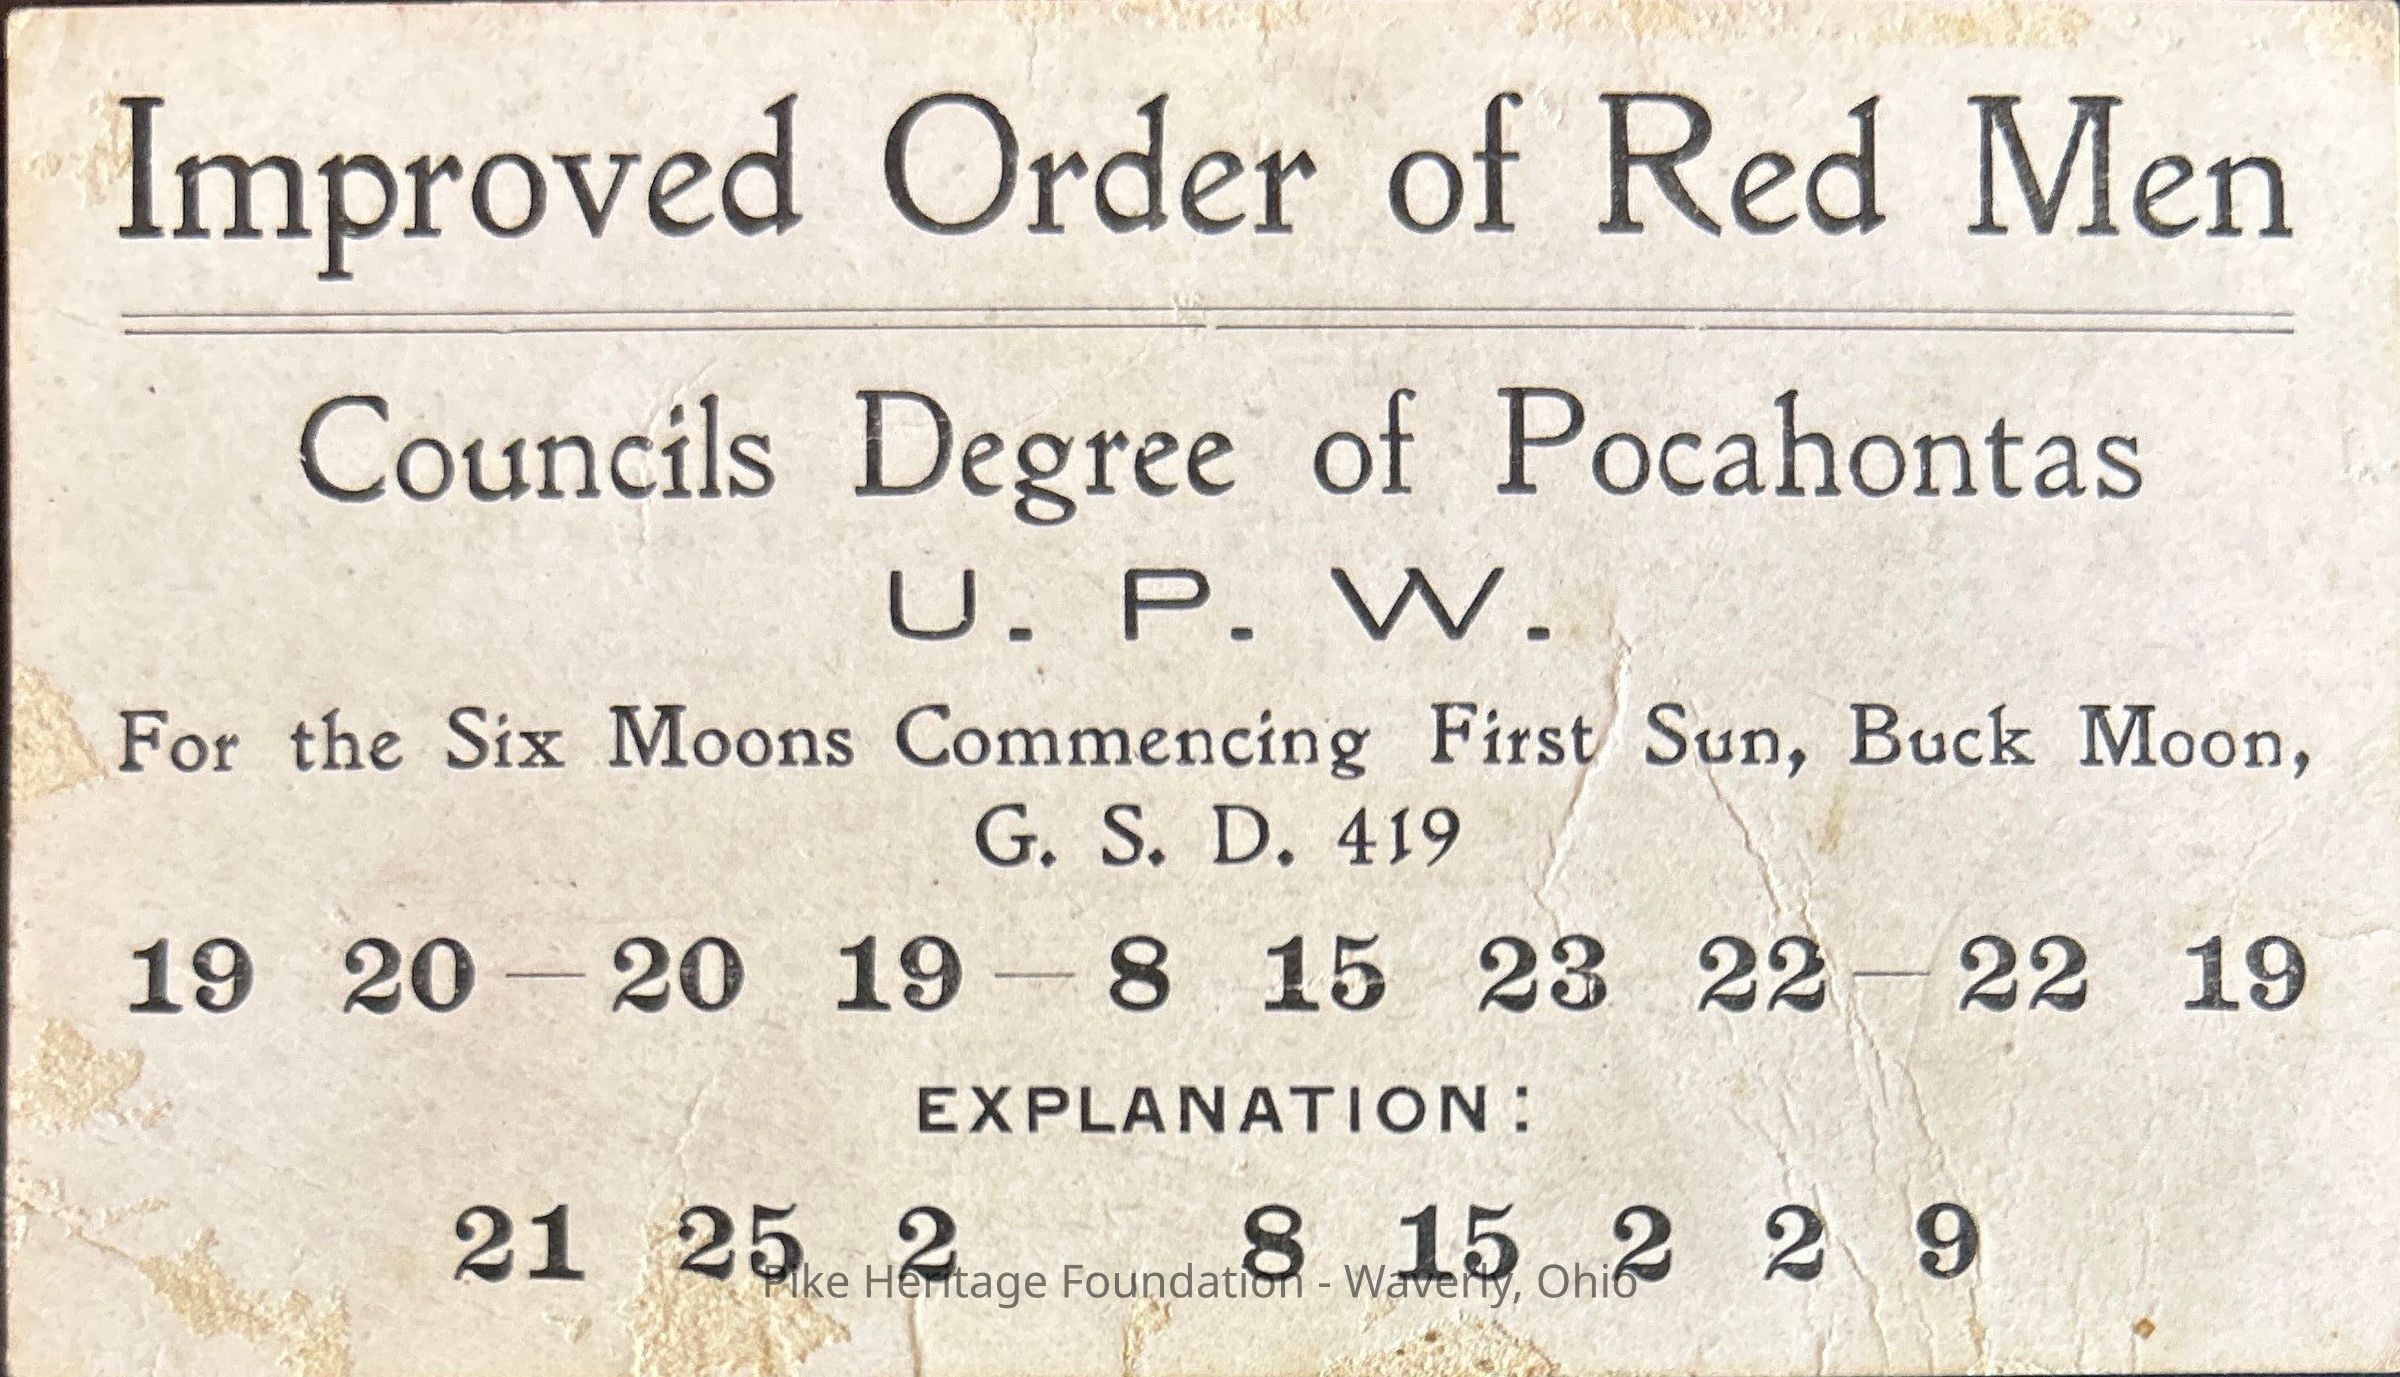 Improved Order of Red Men
Councils Degree of Pocahontas
U. P. W.
For the Six Moons Commencing First Sun, Buck Moon,
G. S. D. 419
19 20 — 20 19 — 8 15 23 22 — 22 19
EXPLANATION:
21 25 2 8 15 2 2 9
Pike Heritage Foundation - Waverly, Ohio